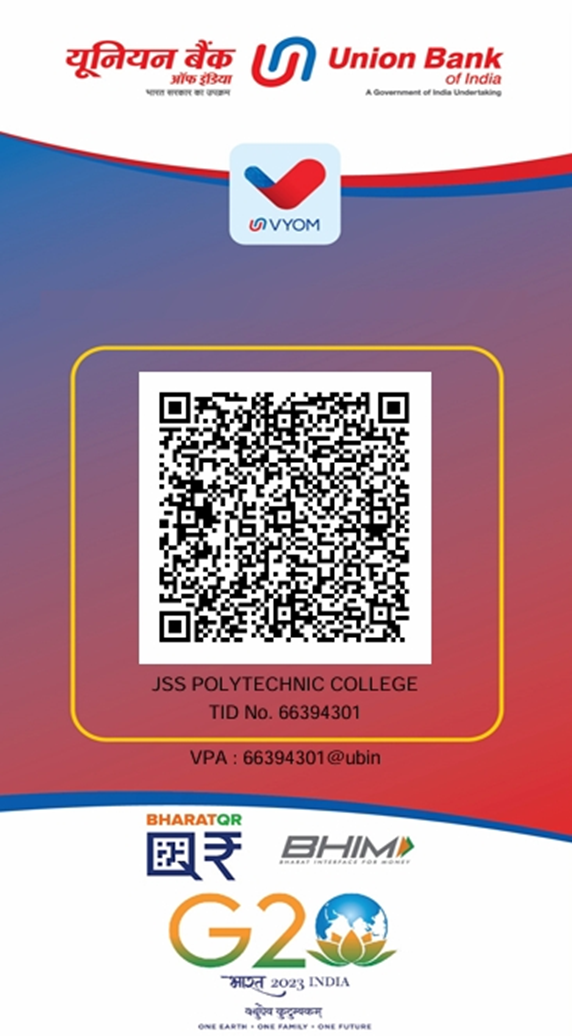 यूनियन बैंक
ऑफ इंडिया
भारत सरकार का उपक्रम
Union Bank
of India
A Government of India Undertaking
VYOM
JSS POLYTECHNIC COLLEGE
TID No. 66394301
VPA : 66394301@ubin
BHARATQR
BHIM
BHARAT INTERFACE FOR MONEY
G20
भारत 2023 INDIA
वसुधैव कुटुम्बकम्
ONE EARTH • ONE FAMILY • ONE FUTURE